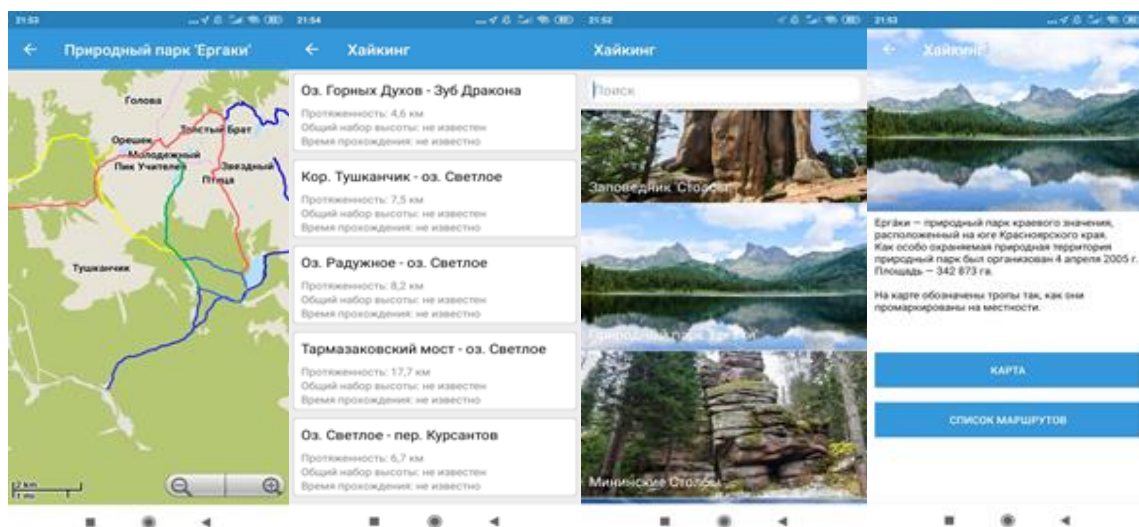 21:53
Природный парк 'Ергаки'
Голова
Толстый Брат
Орешек
Молодежный
Пик Учителей
Звездный
Птица
Тушканчик
2 km
1 mi
21:54
Хайкинг
Оз. Горных Духов - Зуб Дракона
Протяженность: 4,6 км
Общий набор высоты: не известен
Время прохождения: не известно
Кор. Тушканчик - оз. Светлое
Протяженность: 7,5 км
Общий набор высоты: не известен
Время прохождения: не известно
Оз. Радужное - оз. Светлое
Протяженность: 8,2 км
Общий набор высоты: не известен
Время прохождения: не известно
Тармазаковский мост - оз. Светлое
Протяженность: 17,7 км
Общий набор высоты: не известен
Время прохождения: не известно
Оз. Светлое - пер. Курсантов
Протяженность: 6,7 км
Общий набор высоты: не известен
Время прохождения: не известно
21:52
Хайкинг
Поиск
Заповедник 'Столбы'
Природный парк 'Ергаки'
Мининские Столбы
21:53
Хайкинг
Ергáки — природный парк краевого значения,
расположенный на юге Красноярского края.
Как особо охраняемая природная территория
природный парк был организован 4 апреля 2005 г.
Площадь — 342 873 га.
На карте обозначены тропы так, как они
промаркированы на местности.
КАРТА
СПИСОК МАРШРУТОВ